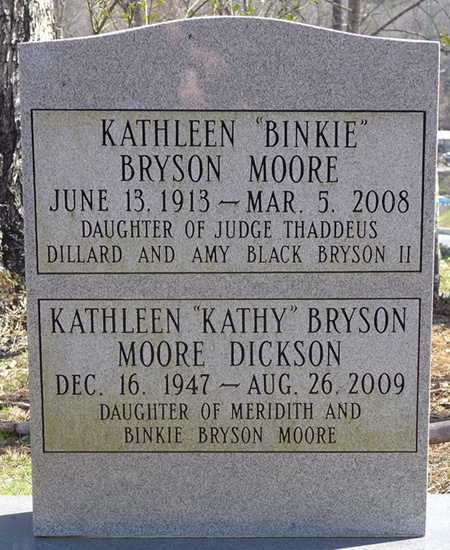 KATHLEEN "BINKIE"
BRYSON MOORE
JUNE 13, 1913 — MAR. 5, 2008
DAUGHTER OF JUDGE THADDEUS
DILLARD AND AMY BLACK BRYSON II
KATHLEEN "KATHY" BRYSON
MOORE DICKSON
DEC. 16, 1947 — AUG. 26, 2009
DAUGHTER OF MERIDITH AND
BINKIE BRYSON MOORE